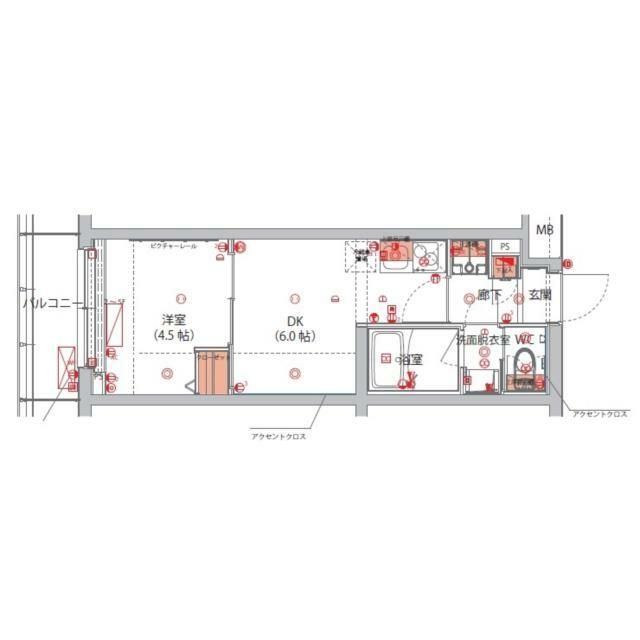 MB
ピクチャーレール
PS
バルコニー
廊下
玄関
洋室
(4.5 帖)
DK
(6.0 帖)
クローゼット
浴室
洗面脱衣室
WC
アクセントクロス
アクセントクロス